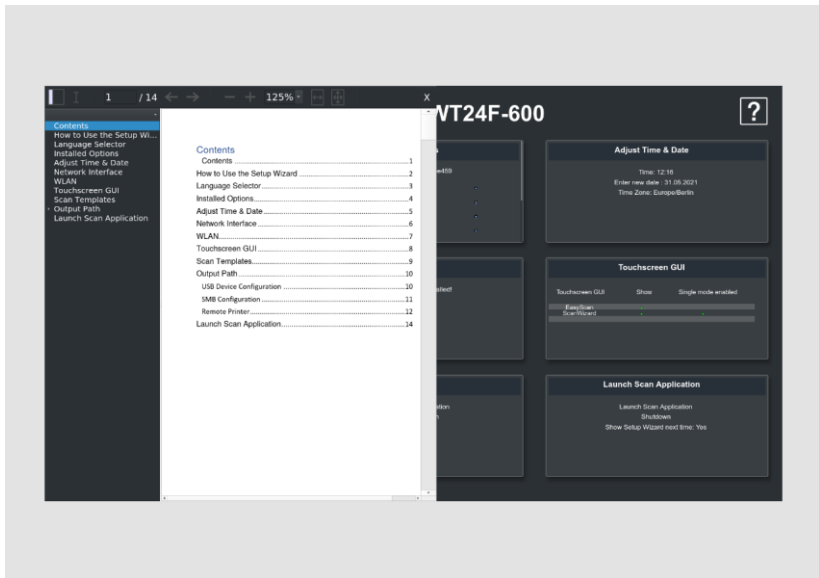 1 / 14 125% X
Contents
How to Use the Setup Wi...
Language Selector
Installed Options
Adjust Time & Date
Network Interface
WLAN
Touchscreen GUI
Scan Templates
Output Path
Launch Scan Application
Contents
Contents ........ 1
How to Use the Setup Wizard ........ 2
Language Selector ........ 3
Installed Options ........ 4
Adjust Time & Date ........ 5
Network Interface ........ 6
WLAN ........ 7
Touchscreen GUI ........ 8
Scan Templates ........ 9
Output Path ........ 10
USB Device Configuration ........ 10
SMB Configuration ........ 11
Remote Printer ........ 12
Launch Scan Application ........ 14
WT24F-600
?
Adjust Time & Date
Time: 12:16
Enter new date : 31.05.2021
Time Zone: Europe/Berlin
Touchscreen GUI
Touchscreen GUI Show Single mode enabled
EasyScan
ScanWizard
Launch Scan Application
Launch Scan Application
Shutdown
Show Setup Wizard next time: Yes